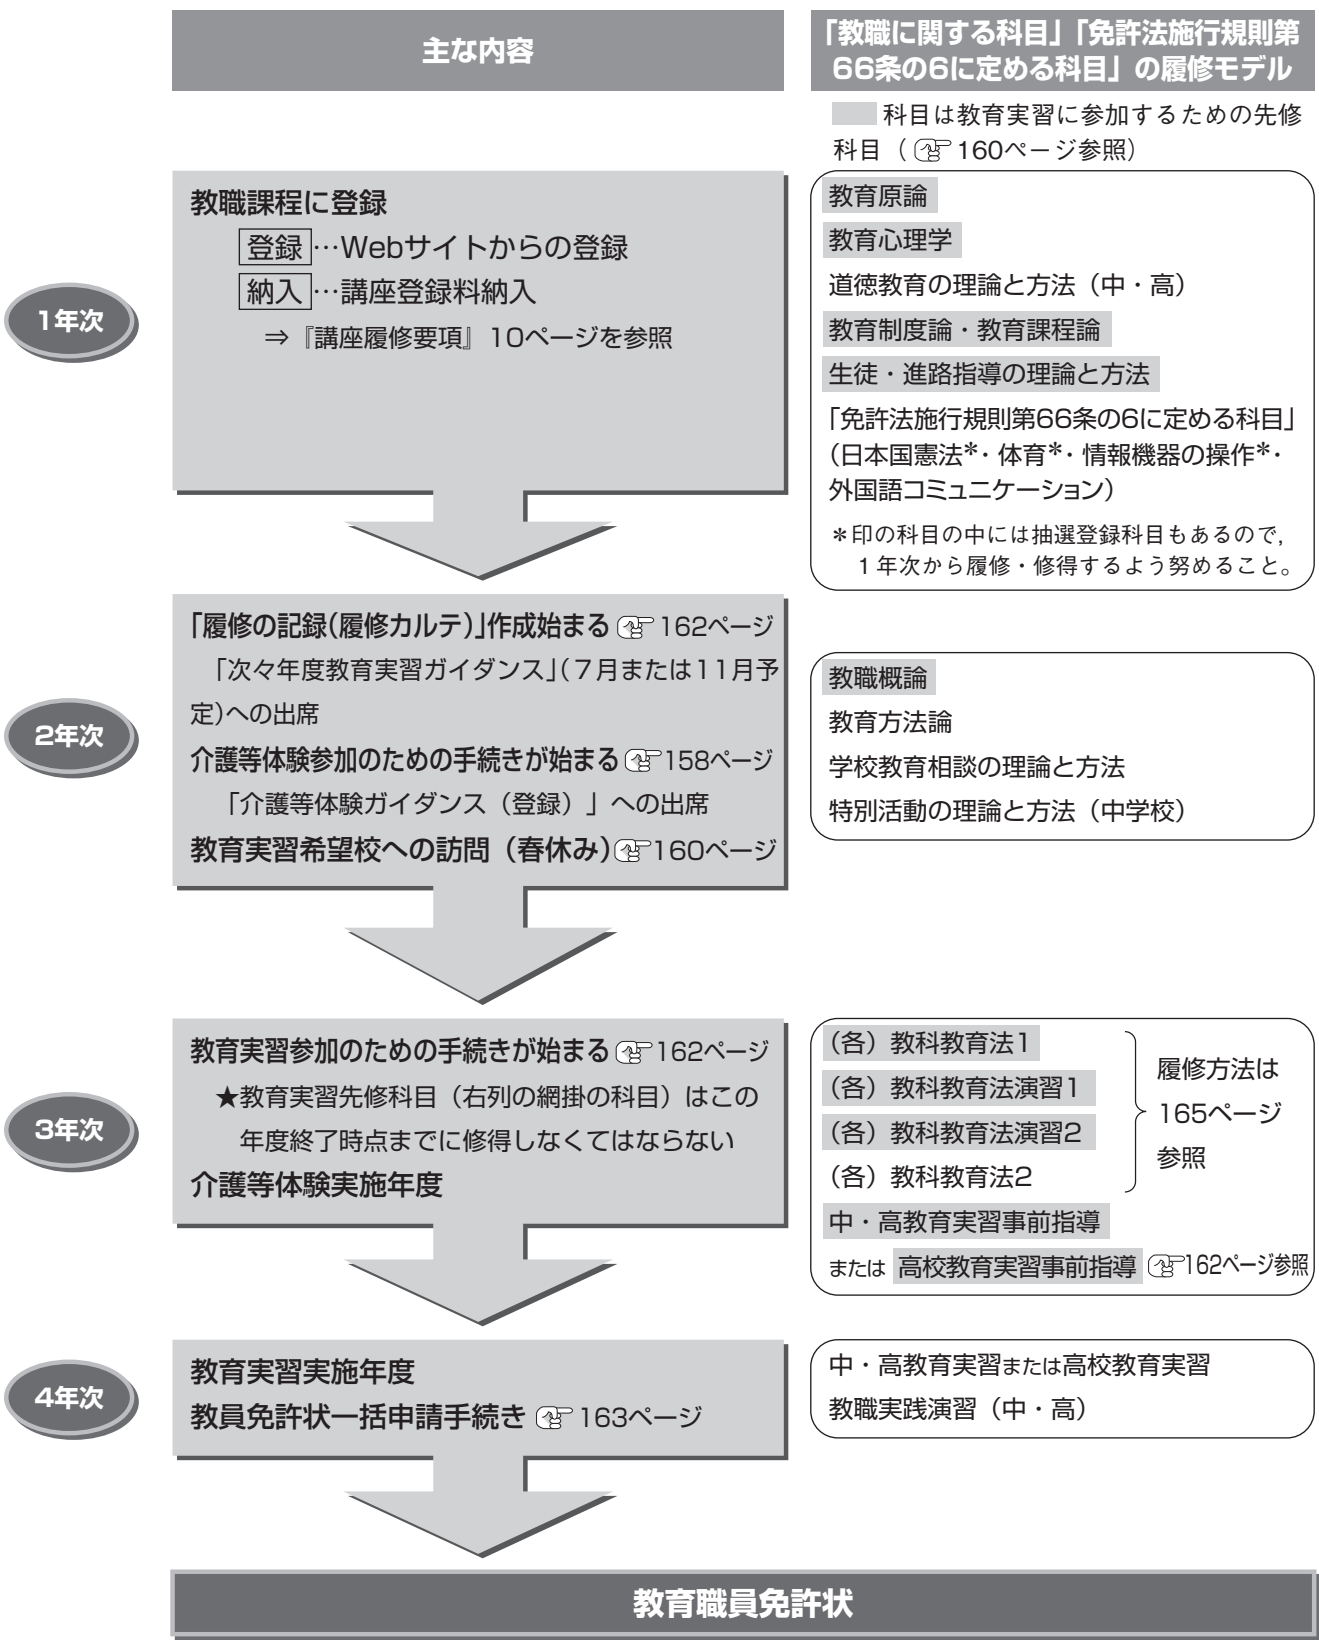 主な内容
「教職に関する科目」「免許法施行規則第
66条の6に定める科目」の履修モデル
科目は教育実習に参加するための先修
科目（☞160ページ参照）
1年次
教職課程に登録
登録…Webサイトからの登録
納入…講座登録料納入
⇒『講座履修要項』10ページを参照
教育原論
教育心理学
道徳教育の理論と方法（中・高）
教育制度論・教育課程論
生徒・進路指導の理論と方法
「免許法施行規則第66条の6に定める科目」
（日本国憲法*・体育*・情報機器の操作*・
外国語コミュニケーション）
＊印の科目の中には抽選登録科目もあるので，
1年次から履修・修得するよう努めること。
2年次
「履修の記録（履修カルテ）」作成始まる☞162ページ
「次々年度教育実習ガイダンス」（7月または11月予
定）への出席
介護等体験参加のための手続きが始まる☞158ページ
「介護等体験ガイダンス（登録）」への出席
教育実習希望校への訪問（春休み）☞160ページ
教職概論
教育方法論
学校教育相談の理論と方法
特別活動の理論と方法（中学校）
3年次
教育実習参加のための手続きが始まる☞162ページ
★教育実習先修科目（右列の網掛の科目）はこの
年度終了時点までに修得しなくてはならない
介護等体験実施年度
（各）教科教育法1
（各）教科教育法演習1
（各）教科教育法演習2
（各）教科教育法2
履修方法は
165ページ
参照
中・高教育実習事前指導
または 高校教育実習事前指導 ☞162ページ参照
4年次
教育実習実施年度
教員免許状一括申請手続き ☞163ページ
中・高教育実習または高校教育実習
教職実践演習（中・高）
教育職員免許状